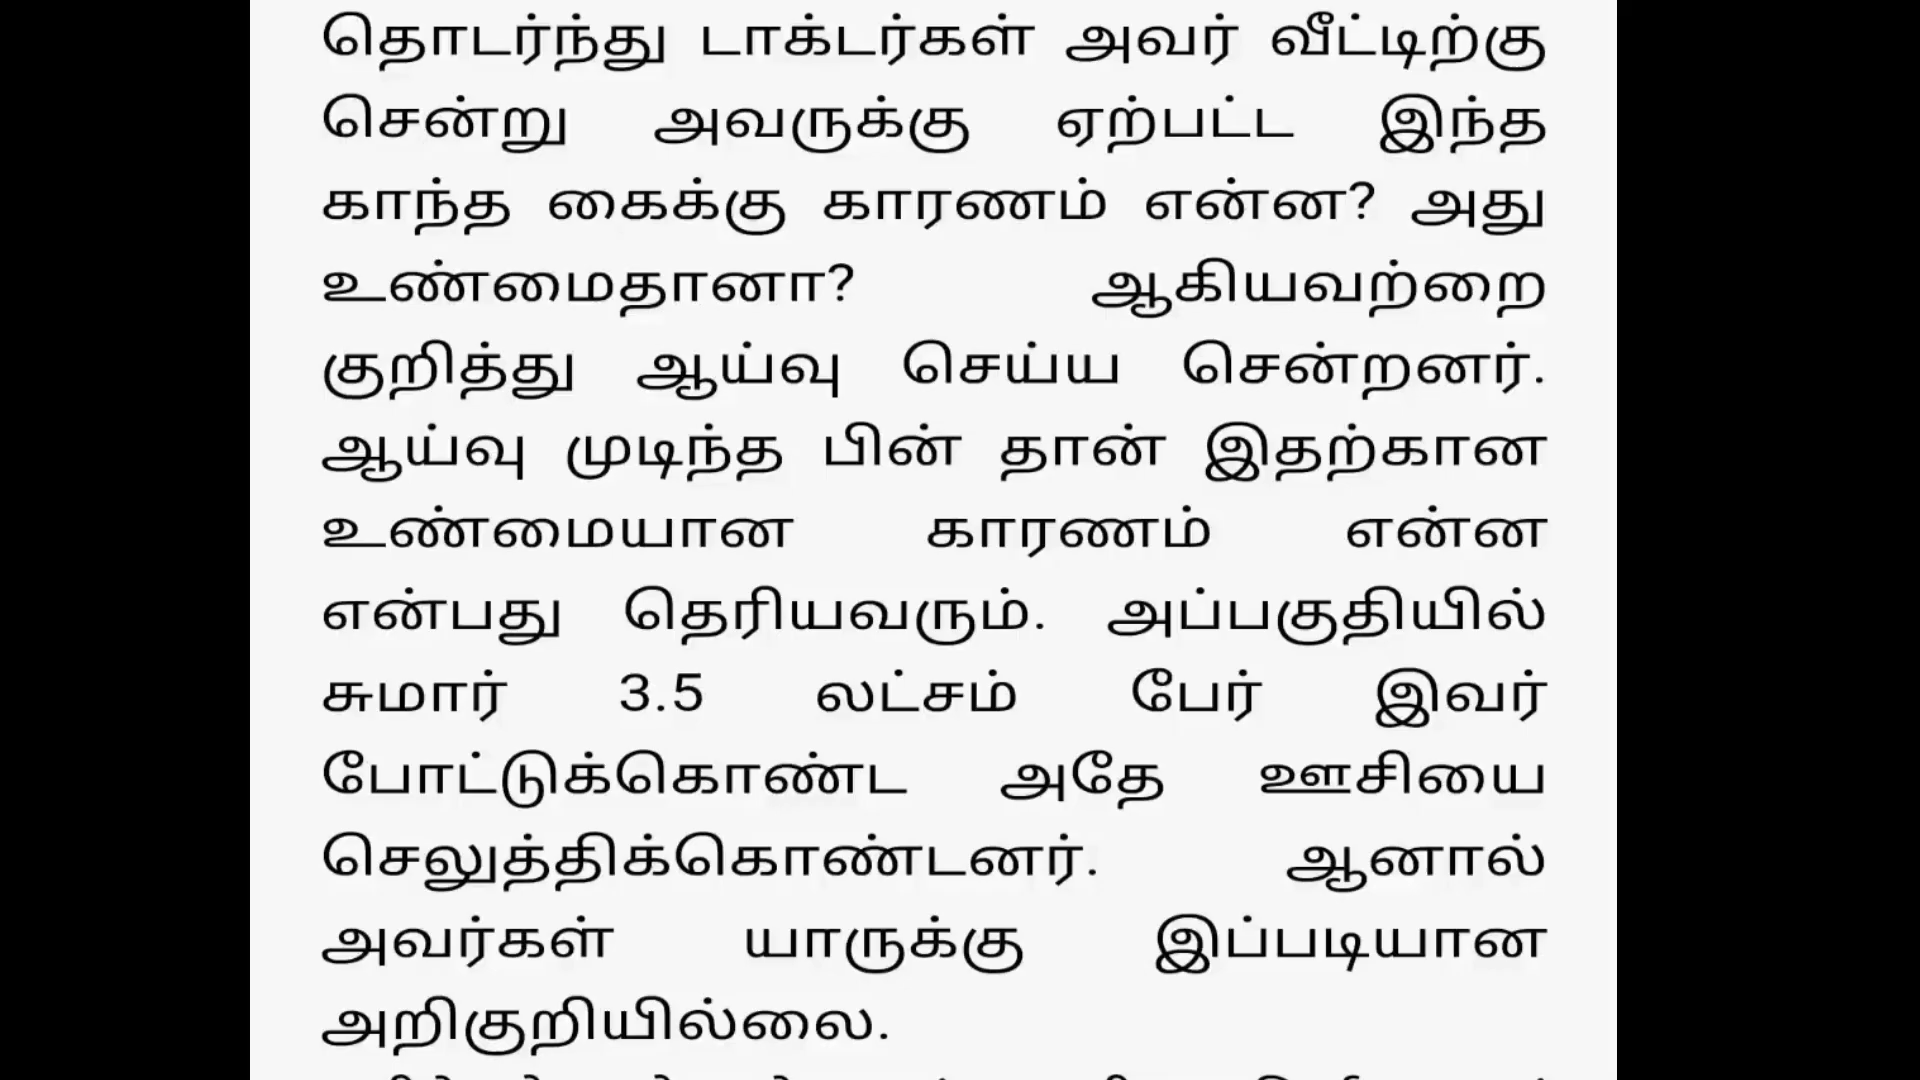 தொடர்ந்து டாக்டர்கள் அவர் வீட்டிற்கு
சென்று அவருக்கு ஏற்பட்ட இந்த
காந்த கைக்கு காரணம் என்ன? அது
உண்மைதானா? ஆகியவற்றை
குறித்து ஆய்வு செய்ய சென்றனர்.
ஆய்வு முடிந்த பின் தான் இதற்கான
உண்மையான காரணம் என்ன
என்பது தெரியவரும். அப்பகுதியில்
சுமார் 3.5 லட்சம் பேர் இவர்
போட்டுக்கொண்ட அதே ஊசியை
செலுத்திக்கொண்டனர். ஆனால்
அவர்கள் யாருக்கு இப்படியான
அறிகுறியில்லை.